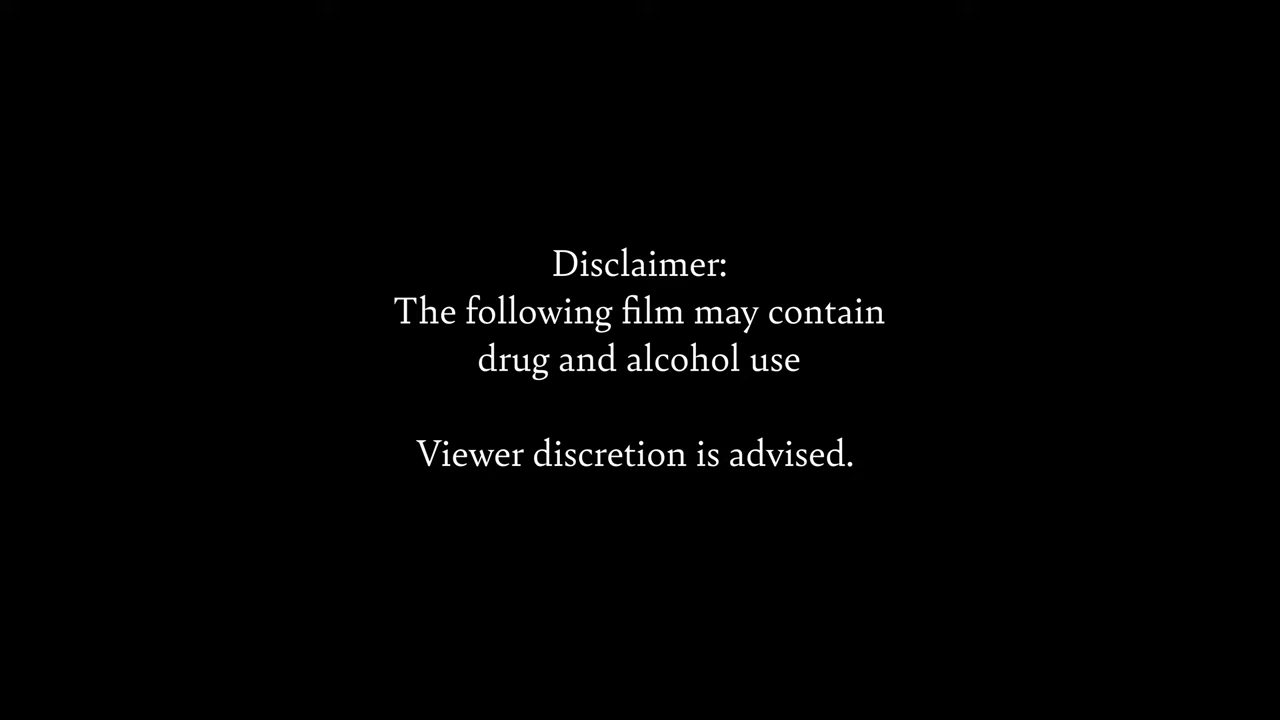 Disclaimer:
The following film may contain
drug and alcohol use
Viewer discretion is advised.